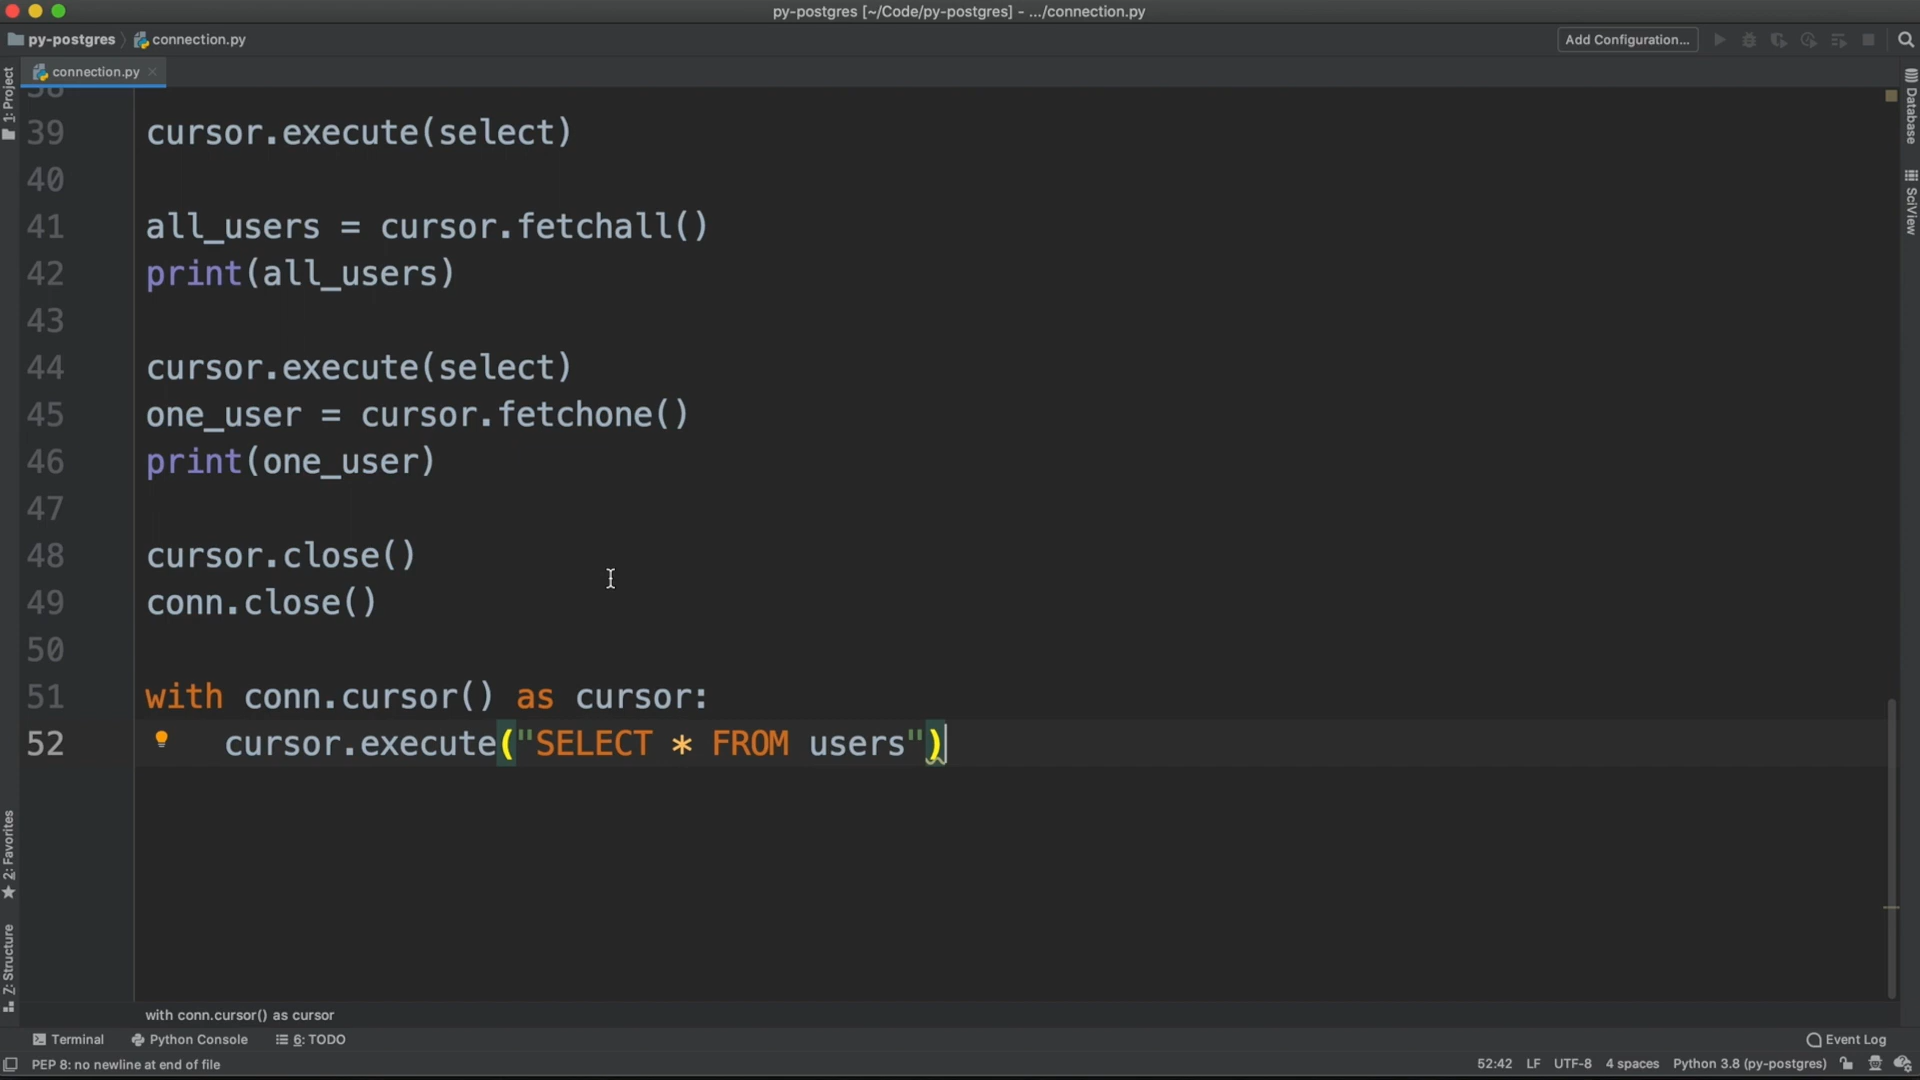 py-postgres [~/Code/py-postgres] - .../connection.py
py-postgres
connection.py
Add Configuration...
connection.py
1: Project
Database
SciView
38
39 cursor.execute(select)
40
41 all_users = cursor.fetchall()
42 print(all_users)
43
44 cursor.execute(select)
45 one_user = cursor.fetchone()
46 print(one_user)
47
48 cursor.close()
49 conn.close()
50
51 with conn.cursor() as cursor:
52 cursor.execute("SELECT * FROM users")
2: Favorites
Z: Structure
with conn.cursor() as cursor
Terminal
Python Console
6: TODO
Event Log
PEP 8: no newline at end of file
52:42 LF UTF-8 4 spaces Python 3.8 (py-postgres)